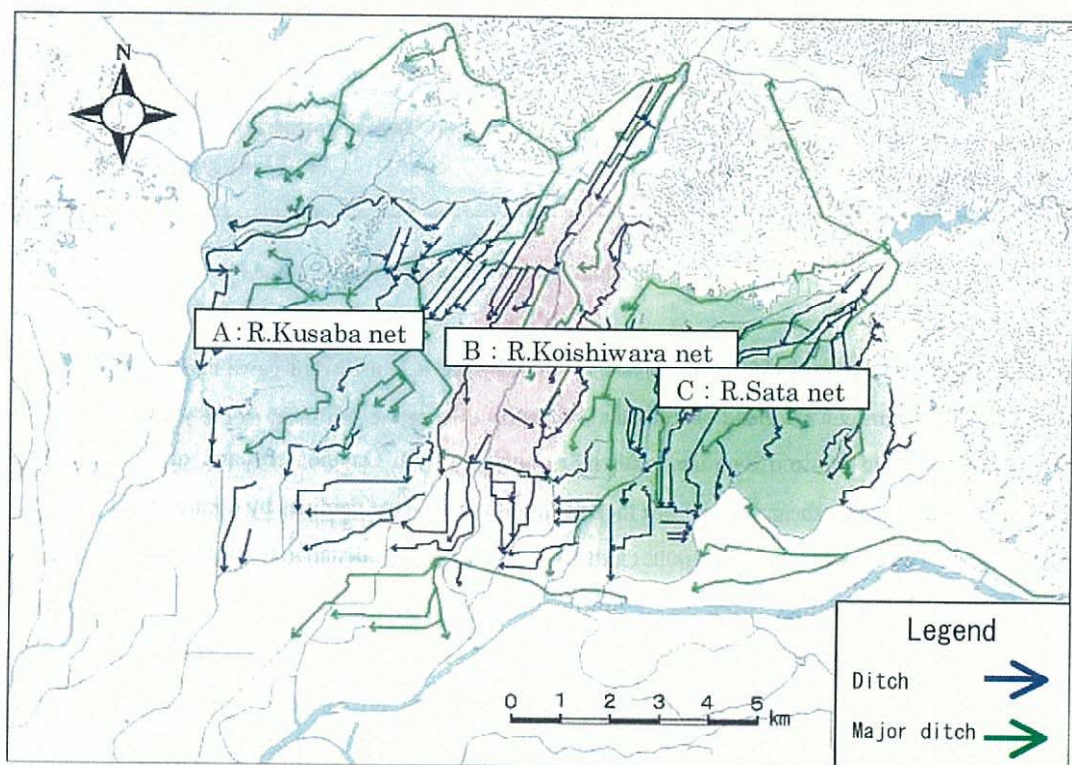 N
A : R.Kusaba net
B : R.Koishiwara net
C : R.Sata net
Legend
Ditch
Major ditch
0 1 2 3 4 5
km